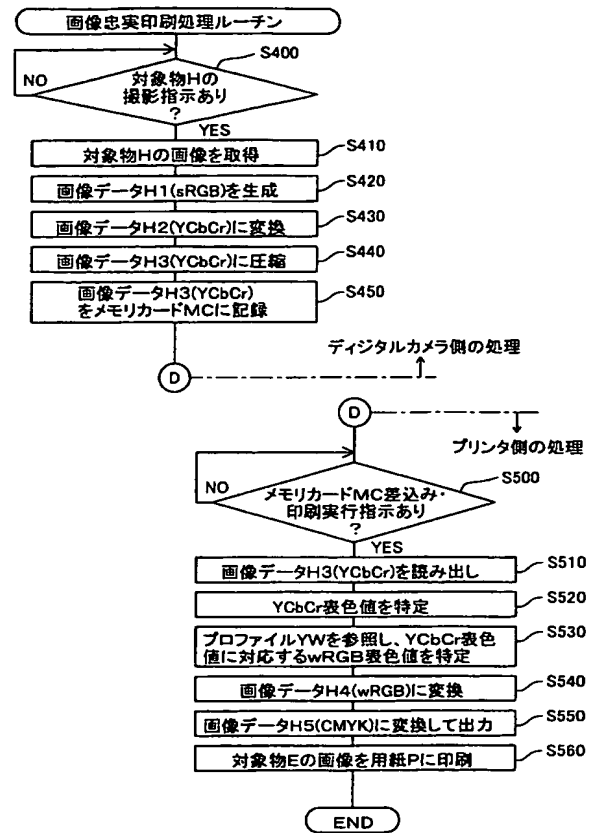 画像忠実印刷処理ルーチン
S400
NO
対象物Hの
撮影指示あり
?
YES
対象物Hの画像を取得
S410
画像データH1(sRGB)を生成
S420
画像データH2(YCbCr)に変換
S430
画像データH3(YCbCr)に圧縮
S440
画像データH3(YCbCr)
をメモリカードMCに記録
S450
ディジタルカメラ側の処理
D
D
プリンタ側の処理
S500
NO
メモリカードMC差込み・
印刷実行指示あり
?
YES
画像データH3(YCbCr)を読み出し
S510
YCbCr表色値を特定
S520
プロファイルYWを参照し、YCbCr表色
値に対応するwRGB表色値を特定
S530
画像データH4(wRGB)に変換
S540
画像データH5(CMYK)に変換して出力
S550
対象物Eの画像を用紙Pに印刷
S560
END